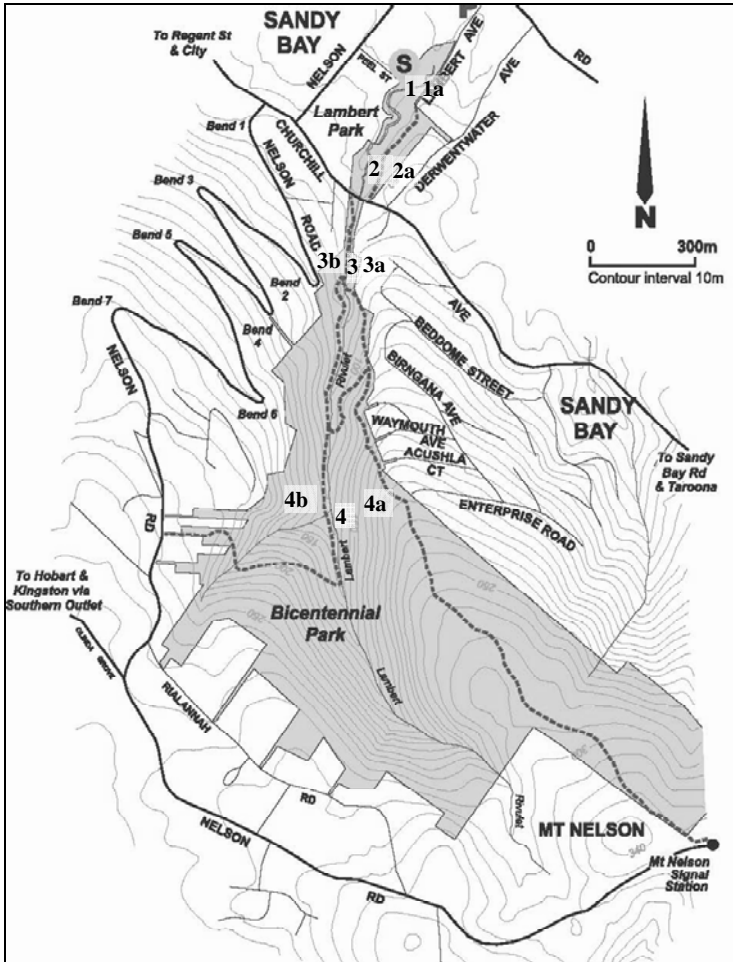 SANDY
BAY
P
To Regent St
& City
NELSON
PEEL ST
S
LAMBERT AVE
RD
AVE
1 1a
Lambert
Park
Bend 1
CHURCHILL
NELSON
ROAD
DERWENTWATER
2
2a
Bend 3
N
0
300m
Contour interval 10m
Bend 5
3b
3
3a
Bend
2
Bend 7
Bend
4
AVE
BEDDOME STREET
NELSON
Rivulet
BIRNGANA AVE
SANDY
BAY
Bend 6
WAYMOUTH
AVE
ACUSHLA
CT
To Sandy
Bay Rd
& Taroona
4b
4
4a
ENTERPRISE ROAD
RD
Lambert
To Hobart &
Kingston via
Southern Outlet
Bicentennial
Park
RIALANNAH
Lambert
RD
Rivulet
MT NELSON
340
NELSON
Mt Nelson
Signal
Station
RD